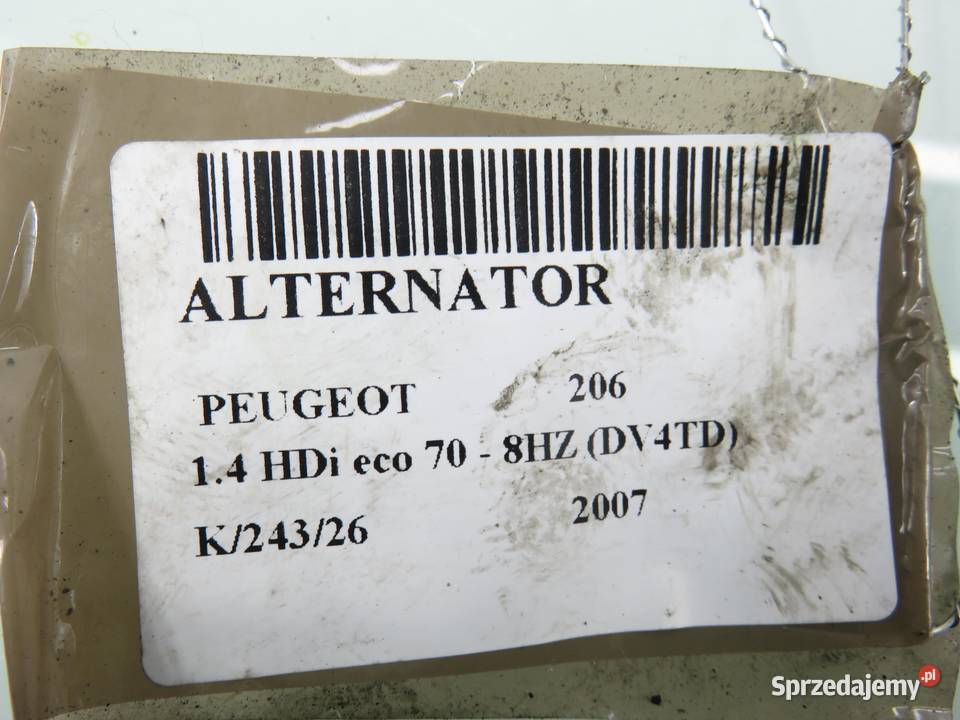 ALTERNATOR
PEUGEOT 206
1.4 HDi eco 70 - 8HZ (DV4TD)
K/243/26 2007
Sprzedajemy.pl